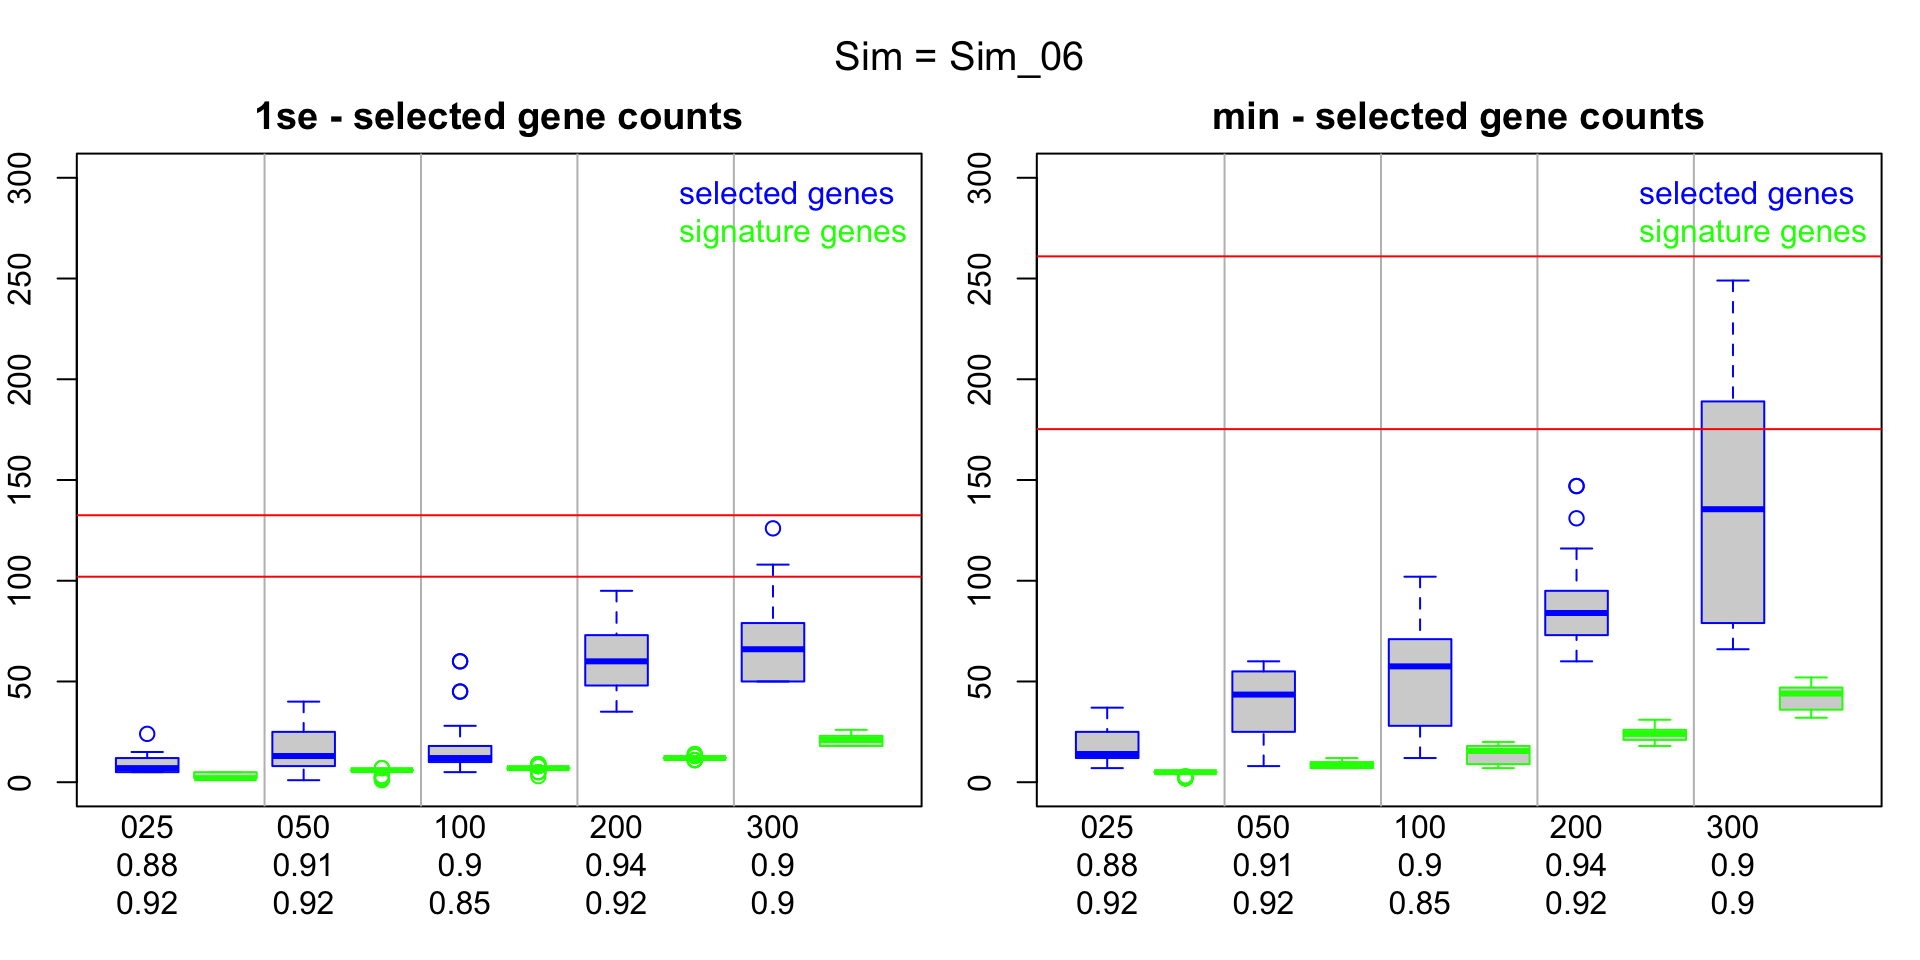 Sim = Sim_06
1se - selected gene counts
selected genes
signature genes
300
250
200
150
100
50
0
025 050 100 200 300
0.88 0.91 0.9 0.94 0.9
0.92 0.92 0.85 0.92 0.9
min - selected gene counts
selected genes
signature genes
300
250
200
150
100
50
0
025 050 100 200 300
0.88 0.91 0.9 0.94 0.9
0.92 0.92 0.85 0.92 0.9